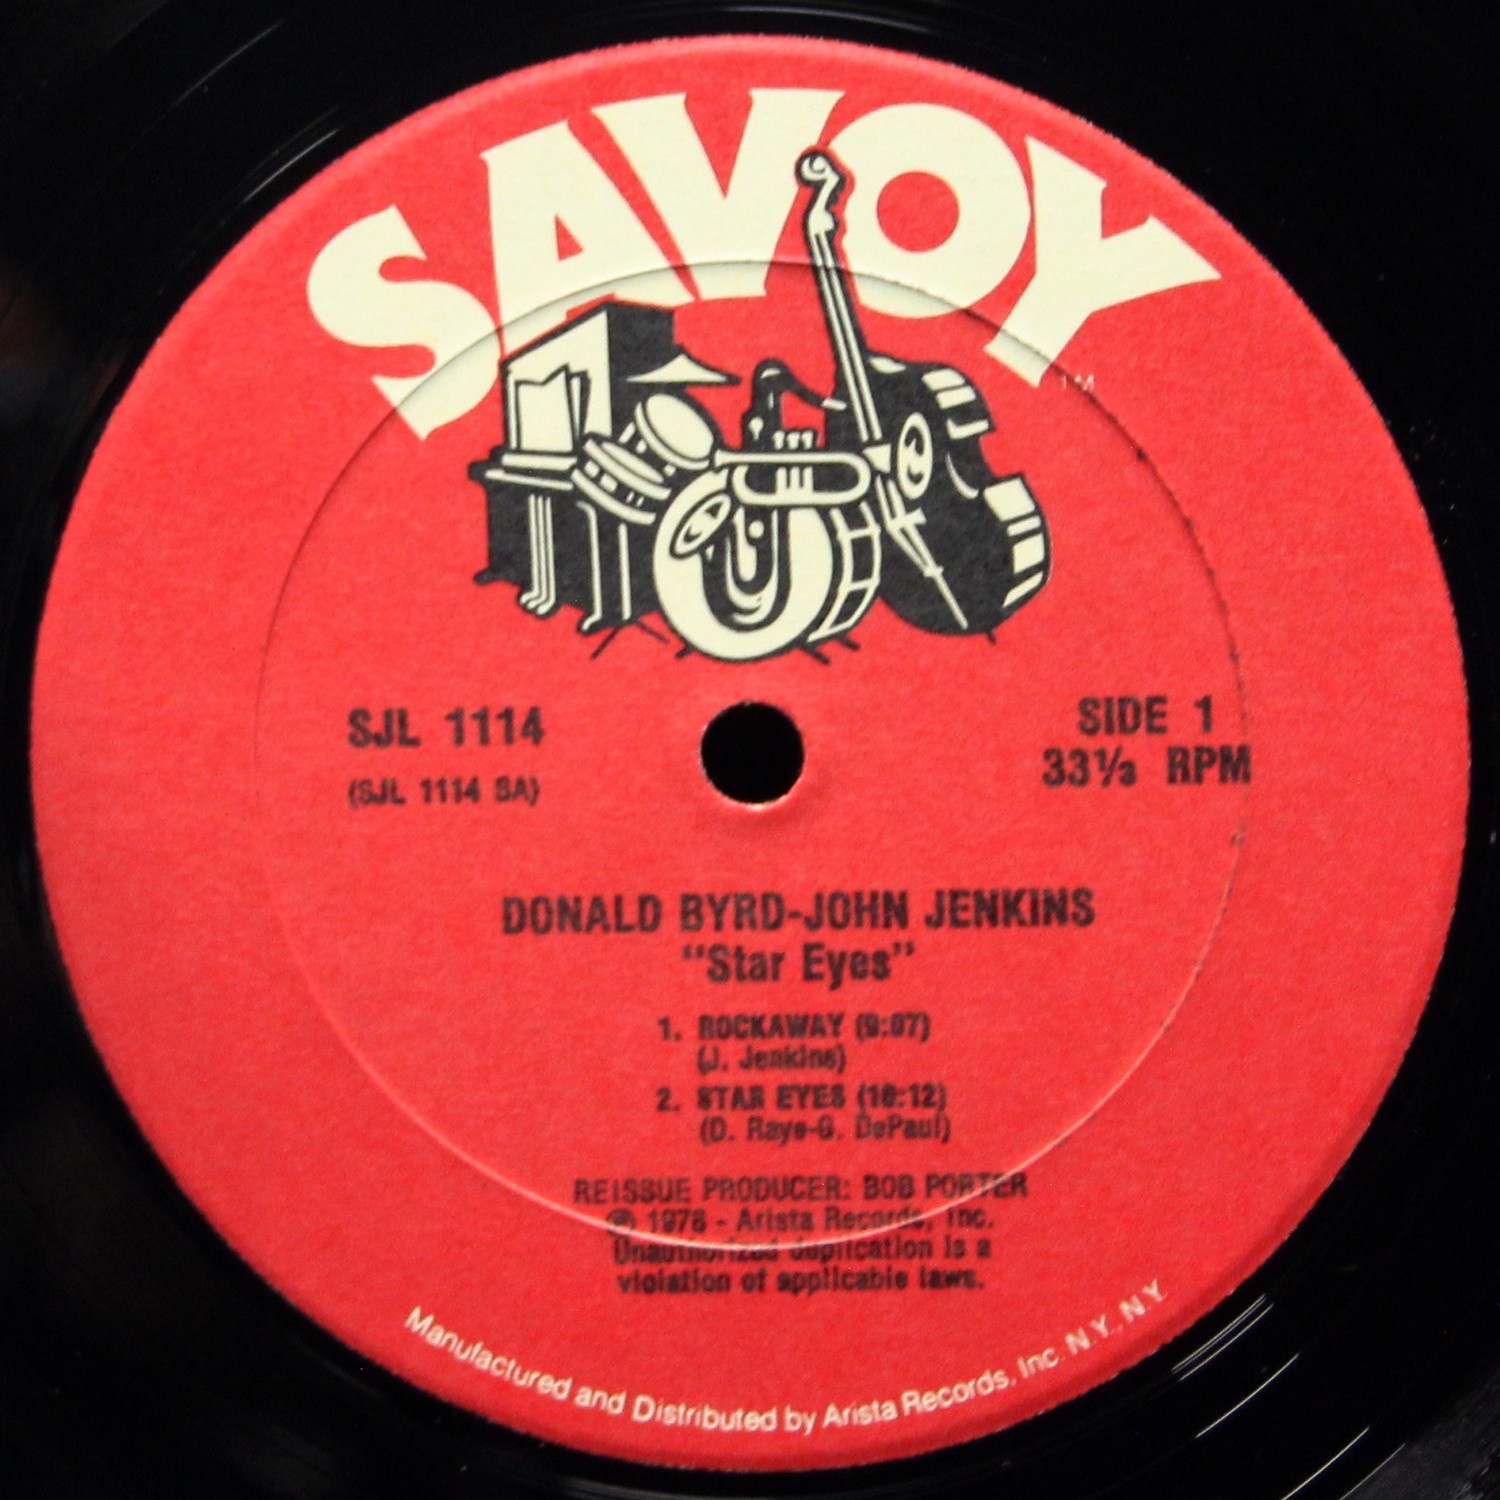 SAVOY
TM
SJL 1114
(SJL 1114 SA)
SIDE 1
33⅓ RPM
DONALD BYRD-JOHN JENKINS
"Star Eyes"
1. ROCKAWAY (9:07)
(J. Jenkins)
2. STAR EYES (10:12)
(D. Raye-G. DePaul)
REISSUE PRODUCER: BOB PORTER
℗ 1978 - Arista Records, Inc.
Unauthorized duplication is a
violation of applicable laws.
Manufactured and Distributed by Arista Records, Inc. N.Y., N.Y.